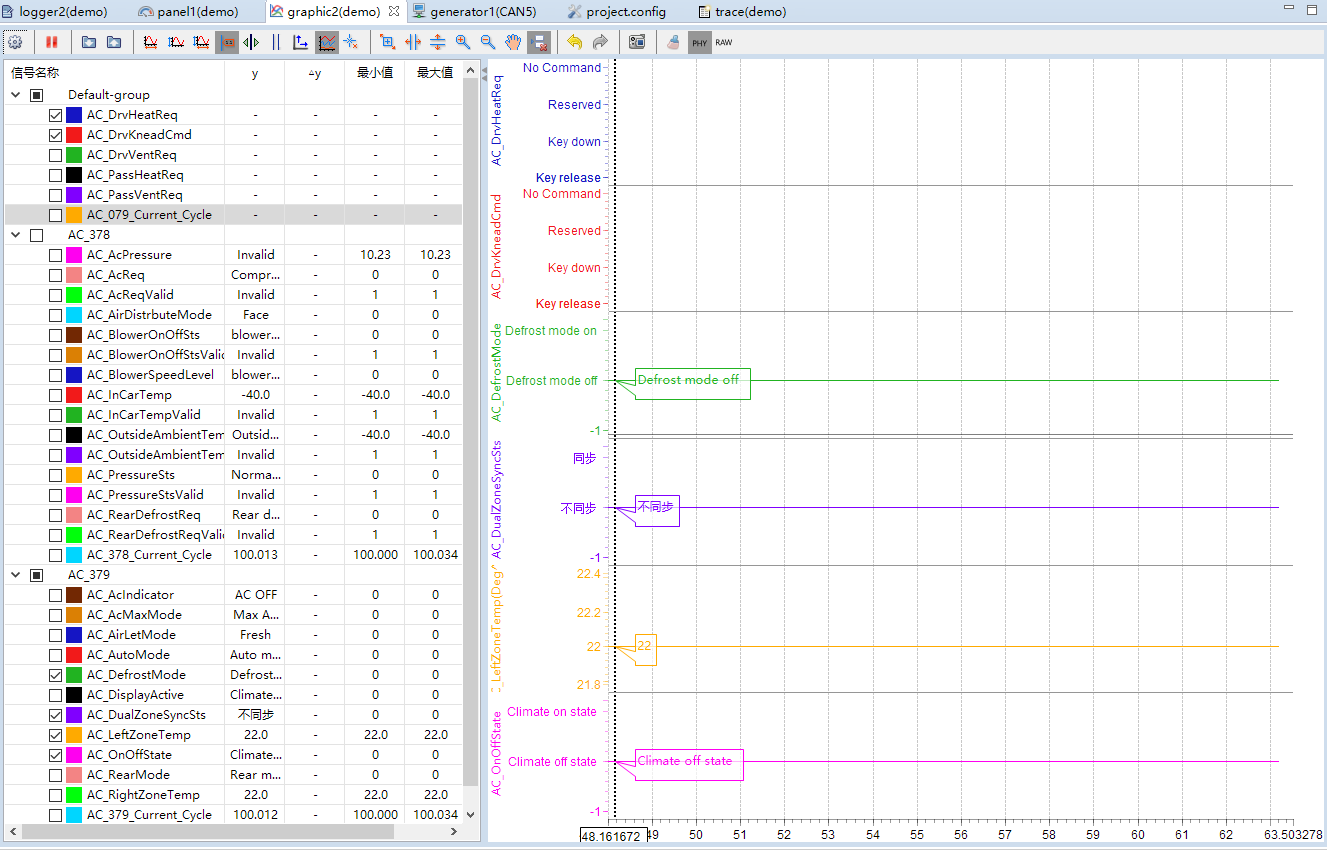 logger2(demo) panel1(demo) graphic2(demo) generator1(CAN5) project.config trace(demo)
PHY RAW
信号名称 y △y 最小值 最大值
Default-group
AC_DrvHeatReq - - - -
AC_DrvKneadCmd - - - -
AC_DrvVentReq - - - -
AC_PassHeatReq - - - -
AC_PassVentReq - - - -
AC_079_Current_Cycle - - - -
AC_378
AC_AcPressure Invalid - 10.23 10.23
AC_AcReq Compr... - 0 0
AC_AcReqValid Invalid - 1 1
AC_AirDistrbuteMode Face - 0 0
AC_BlowerOnOffSts blower... - 0 0
AC_BlowerOnOffStsValid Invalid - 1 1
AC_BlowerSpeedLevel blower... - 0 0
AC_InCarTemp -40.0 - -40.0 -40.0
AC_InCarTempValid Invalid - 1 1
AC_OutsideAmbientTem Outsid... - -40.0 -40.0
AC_OutsideAmbientTem Invalid - 1 1
AC_PressureSts Norma... - 0 0
AC_PressureStsValid Invalid - 1 1
AC_RearDefrostReq Rear d... - 0 0
AC_RearDefrostReqValid Invalid - 1 1
AC_378_Current_Cycle 100.013 - 100.000 100.034
AC_379
AC_AcIndicator AC OFF - 0 0
AC_AcMaxMode Max A... - 0 0
AC_AirLetMode Fresh - 0 0
AC_AutoMode Auto m... - 0 0
AC_DefrostMode Defrost... - 0 0
AC_DisplayActive Climate... - 0 0
AC_DualZoneSyncSts 不同步 - 0 0
AC_LeftZoneTemp 22.0 - 22.0 22.0
AC_OnOffState Climate... - 0 0
AC_RearMode Rear m... - 0 0
AC_RightZoneTemp 22.0 - 22.0 22.0
AC_379_Current_Cycle 100.012 - 100.000 100.034
AC_DrvHeatReq
No Command
Reserved
Key down
Key release
AC_DrvKneadCmd
No Command
Reserved
Key down
Key release
AC_DefrostMode
Defrost mode on
Defrost mode off Defrost mode off
-1
AC_DualZoneSyncSts
同步
不同步 不同步
-1
_LeftZoneTemp(Deg^
22.4
22.2
22 22
21.8
AC_OnOffState
Climate on state
Climate off state Climate off state
-1
48.161672 49 50 51 52 53 54 55 56 57 58 59 60 61 62 63.503278